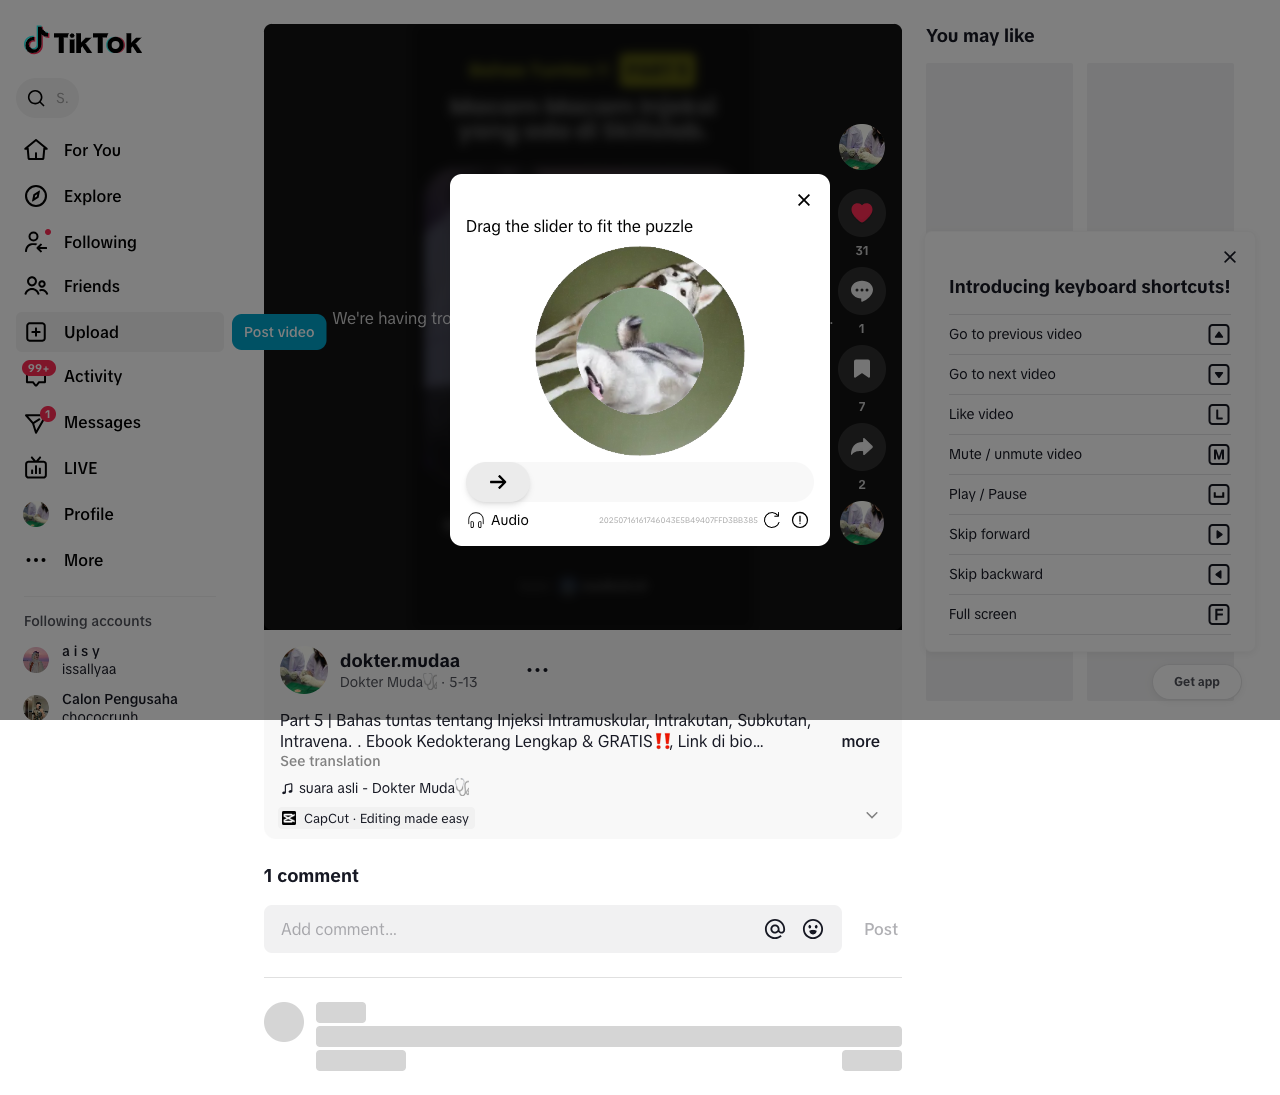 TikTok
S.
For You
Explore
Following
Friends
Upload
Post video
99+
Activity
1
Messages
LIVE
Profile
More
Following accounts
a i s y
issallyaa
Calon Pengusaha
chococrunh
We're having tro
.
31
1
7
2
Drag the slider to fit the puzzle
Audio
20250716161746043E5B49407FFD3BB385
dokter.mudaa
Dokter Muda🩺 · 5-13
Part 5 | Bahas tuntas tentang Injeksi Intramuskular, Intrakutan, Subkutan,
Intravena. . Ebook Kedokterang Lengkap & GRATIS‼️, Link di bio...
more
See translation
suara asli - Dokter Muda🩺
CapCut · Editing made easy
1 comment
Add comment...
Post
You may like
Introducing keyboard shortcuts!
Go to previous video
Go to next video
Like video
L
Mute / unmute video
M
Play / Pause
Skip forward
Skip backward
Full screen
F
Get app